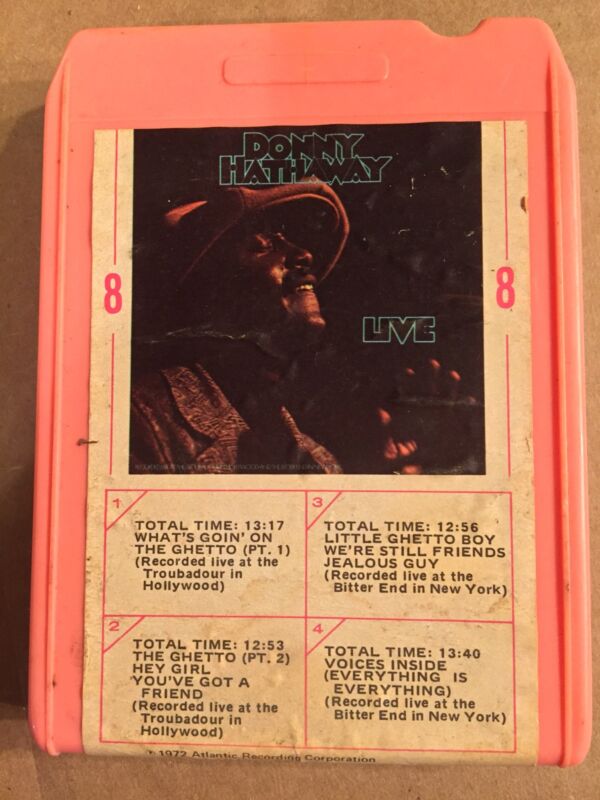 DONNY
HATHAWAY
LIVE
8
8
1
TOTAL TIME: 13:17
WHAT'S GOIN' ON
THE GHETTO (PT. 1)
(Recorded live at the
Troubadour in
Hollywood)
2
TOTAL TIME: 12:53
THE GHETTO (PT. 2)
HEY GIRL
YOU'VE GOT A
FRIEND
(Recorded live at the
Troubadour in
Hollywood)
3
TOTAL TIME: 12:56
LITTLE GHETTO BOY
WE'RE STILL FRIENDS
JEALOUS GUY
(Recorded live at the
Bitter End in New York)
4
TOTAL TIME: 13:40
VOICES INSIDE
(EVERYTHING IS
EVERYTHING)
(Recorded live at the
Bitter End in New York)
1972 Atlantic Recording Corporation